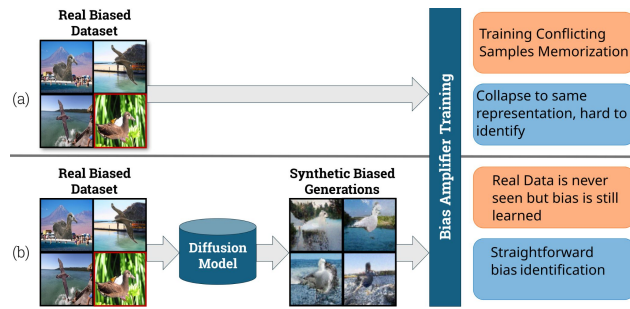 Real Biased
Dataset
(a)
Training Conflicting
Samples Memorization
Collapse to same
representation, hard to
identify
Bias Amplifier Training
Real Biased
Dataset
Synthetic Biased
Generations
(b)
Diffusion
Model
Real Data is never
seen but bias is still
learned
Straightforward
bias identification